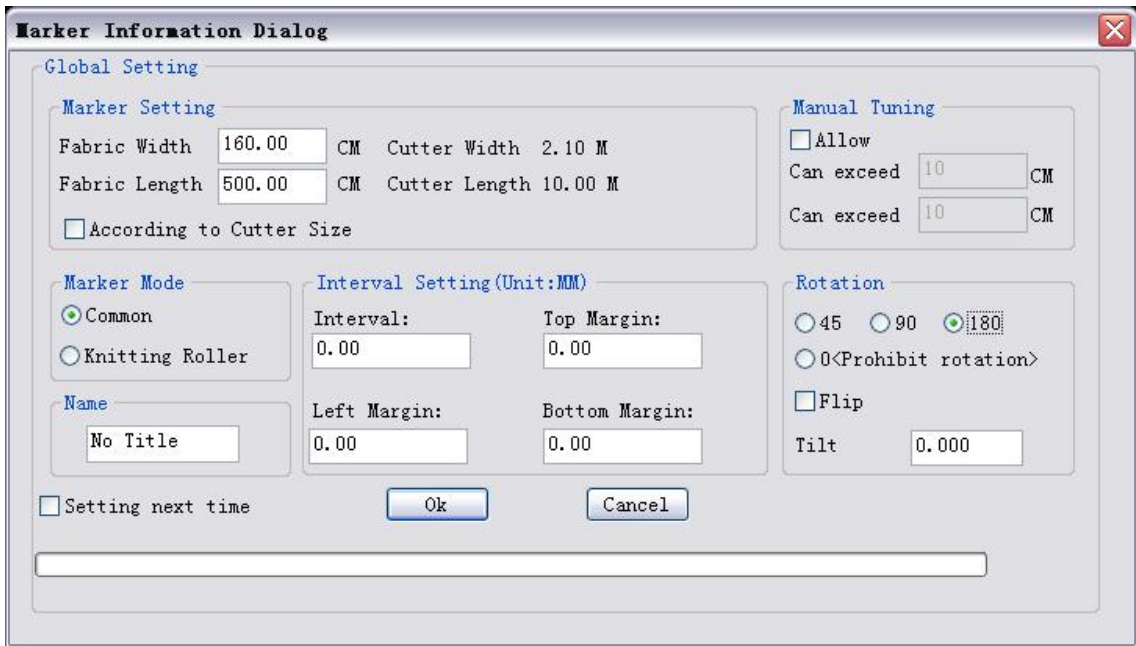 Marker Information Dialog
Global Setting
Marker Setting
Fabric Width 160.00 CM Cutter Width 2.10 M
Fabric Length 500.00 CM Cutter Length 10.00 M
According to Cutter Size
Manual Tuning
Allow
Can exceed 10 CM
Can exceed 10 CM
Marker Mode
Common
Knitting Roller
Name
No Title
Interval Setting(Unit:MM)
Interval: Top Margin:
0.00 0.00
Left Margin: Bottom Margin:
0.00 0.00
Rotation
45 90 180
0<Prohibit rotation>
Flip
Tilt 0.000
Setting next time
Ok Cancel